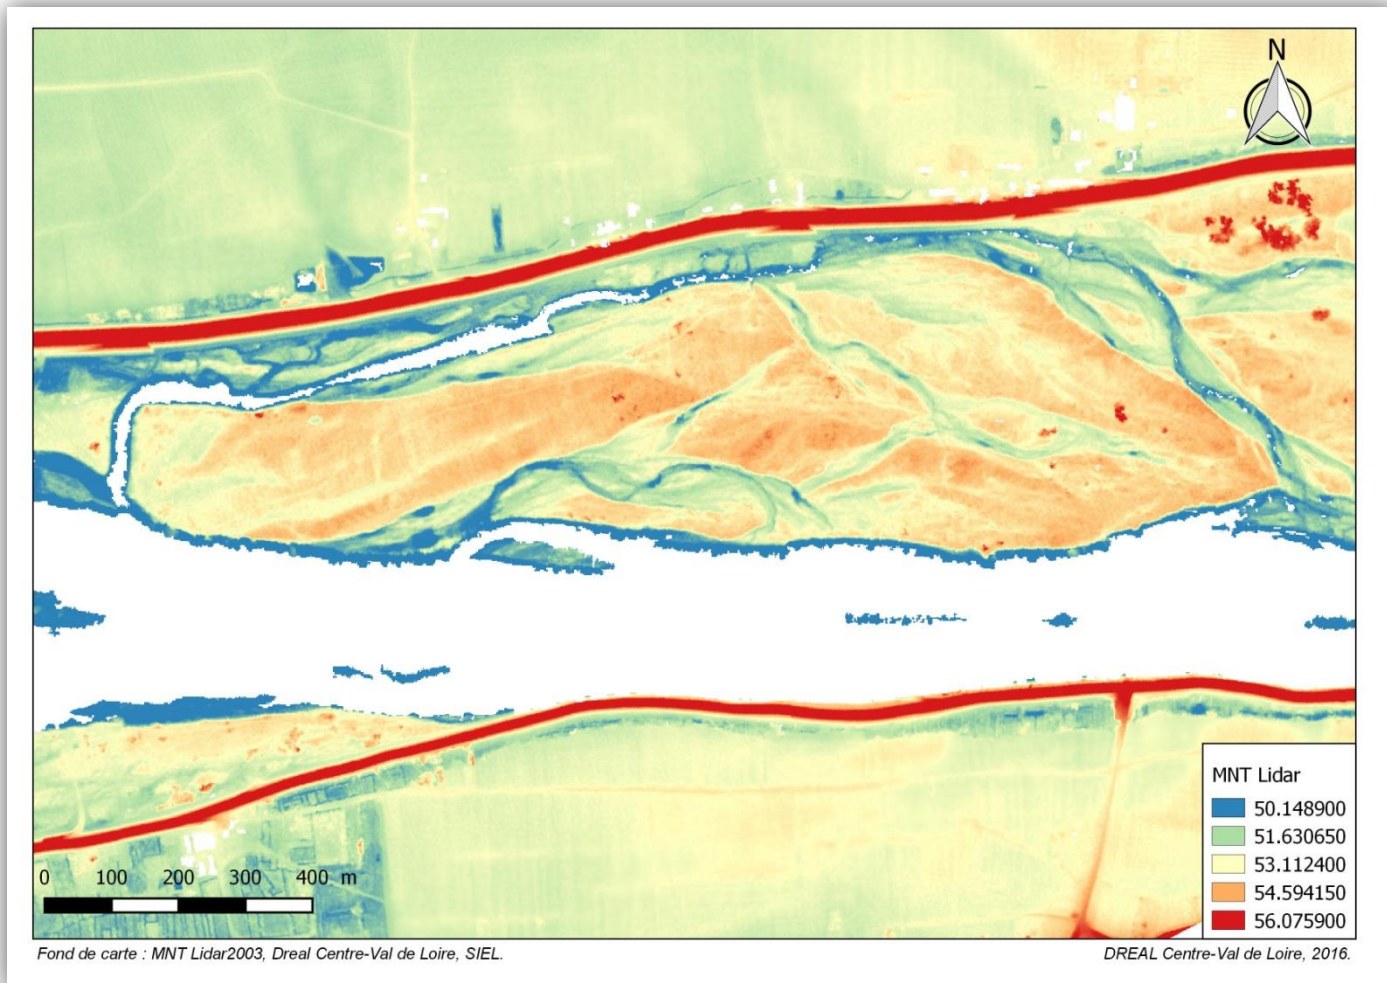 N
MNT Lidar
50.148900
51.630650
53.112400
54.594150
56.075900
0 100 200 300 400 m
Fond de carte : MNT Lidar2003, Dreal Centre-Val de Loire, SIEL.
DREAL Centre-Val de Loire, 2016.